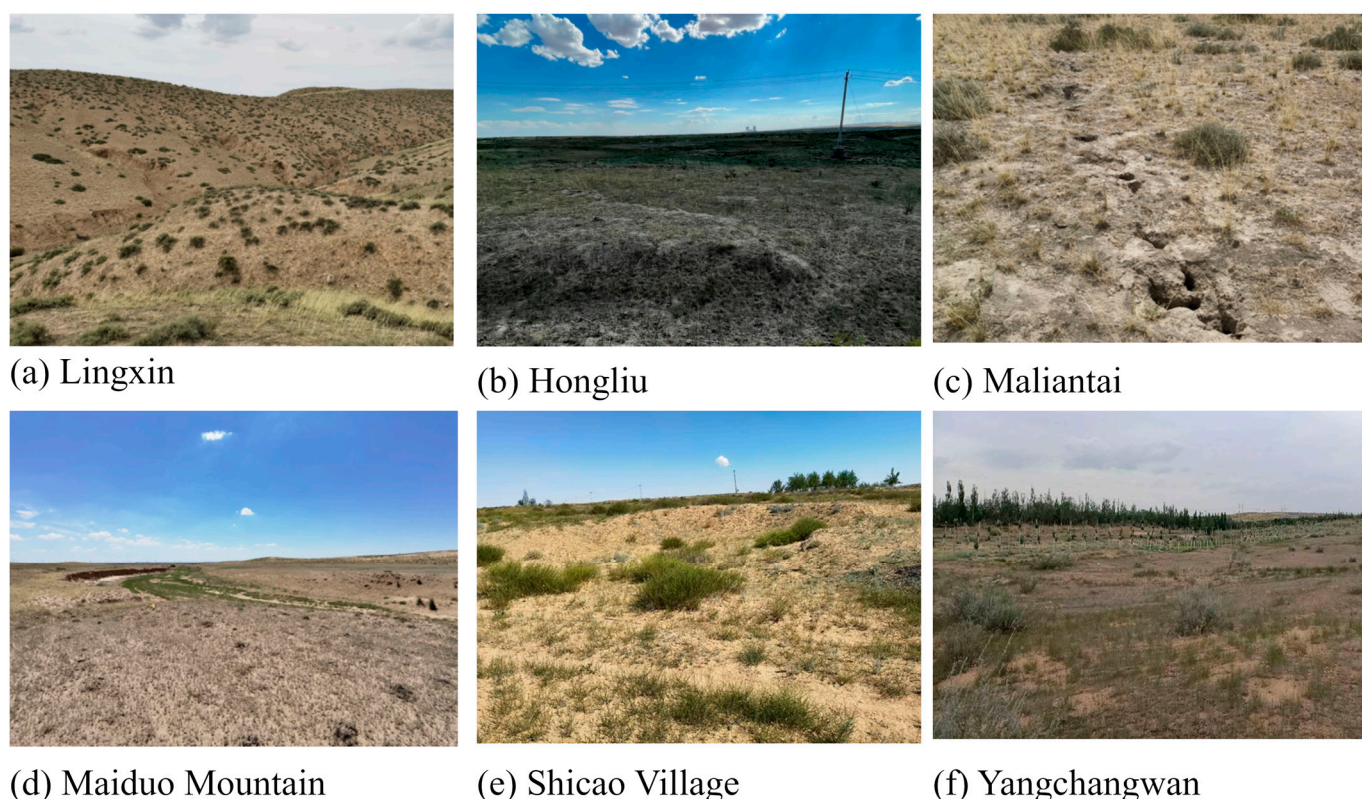 (a) Lingxin
(b) Hongliu
(c) Maliantai
(d) Maiduo Mountain
(e) Shicao Village
(f) Yangchangwan